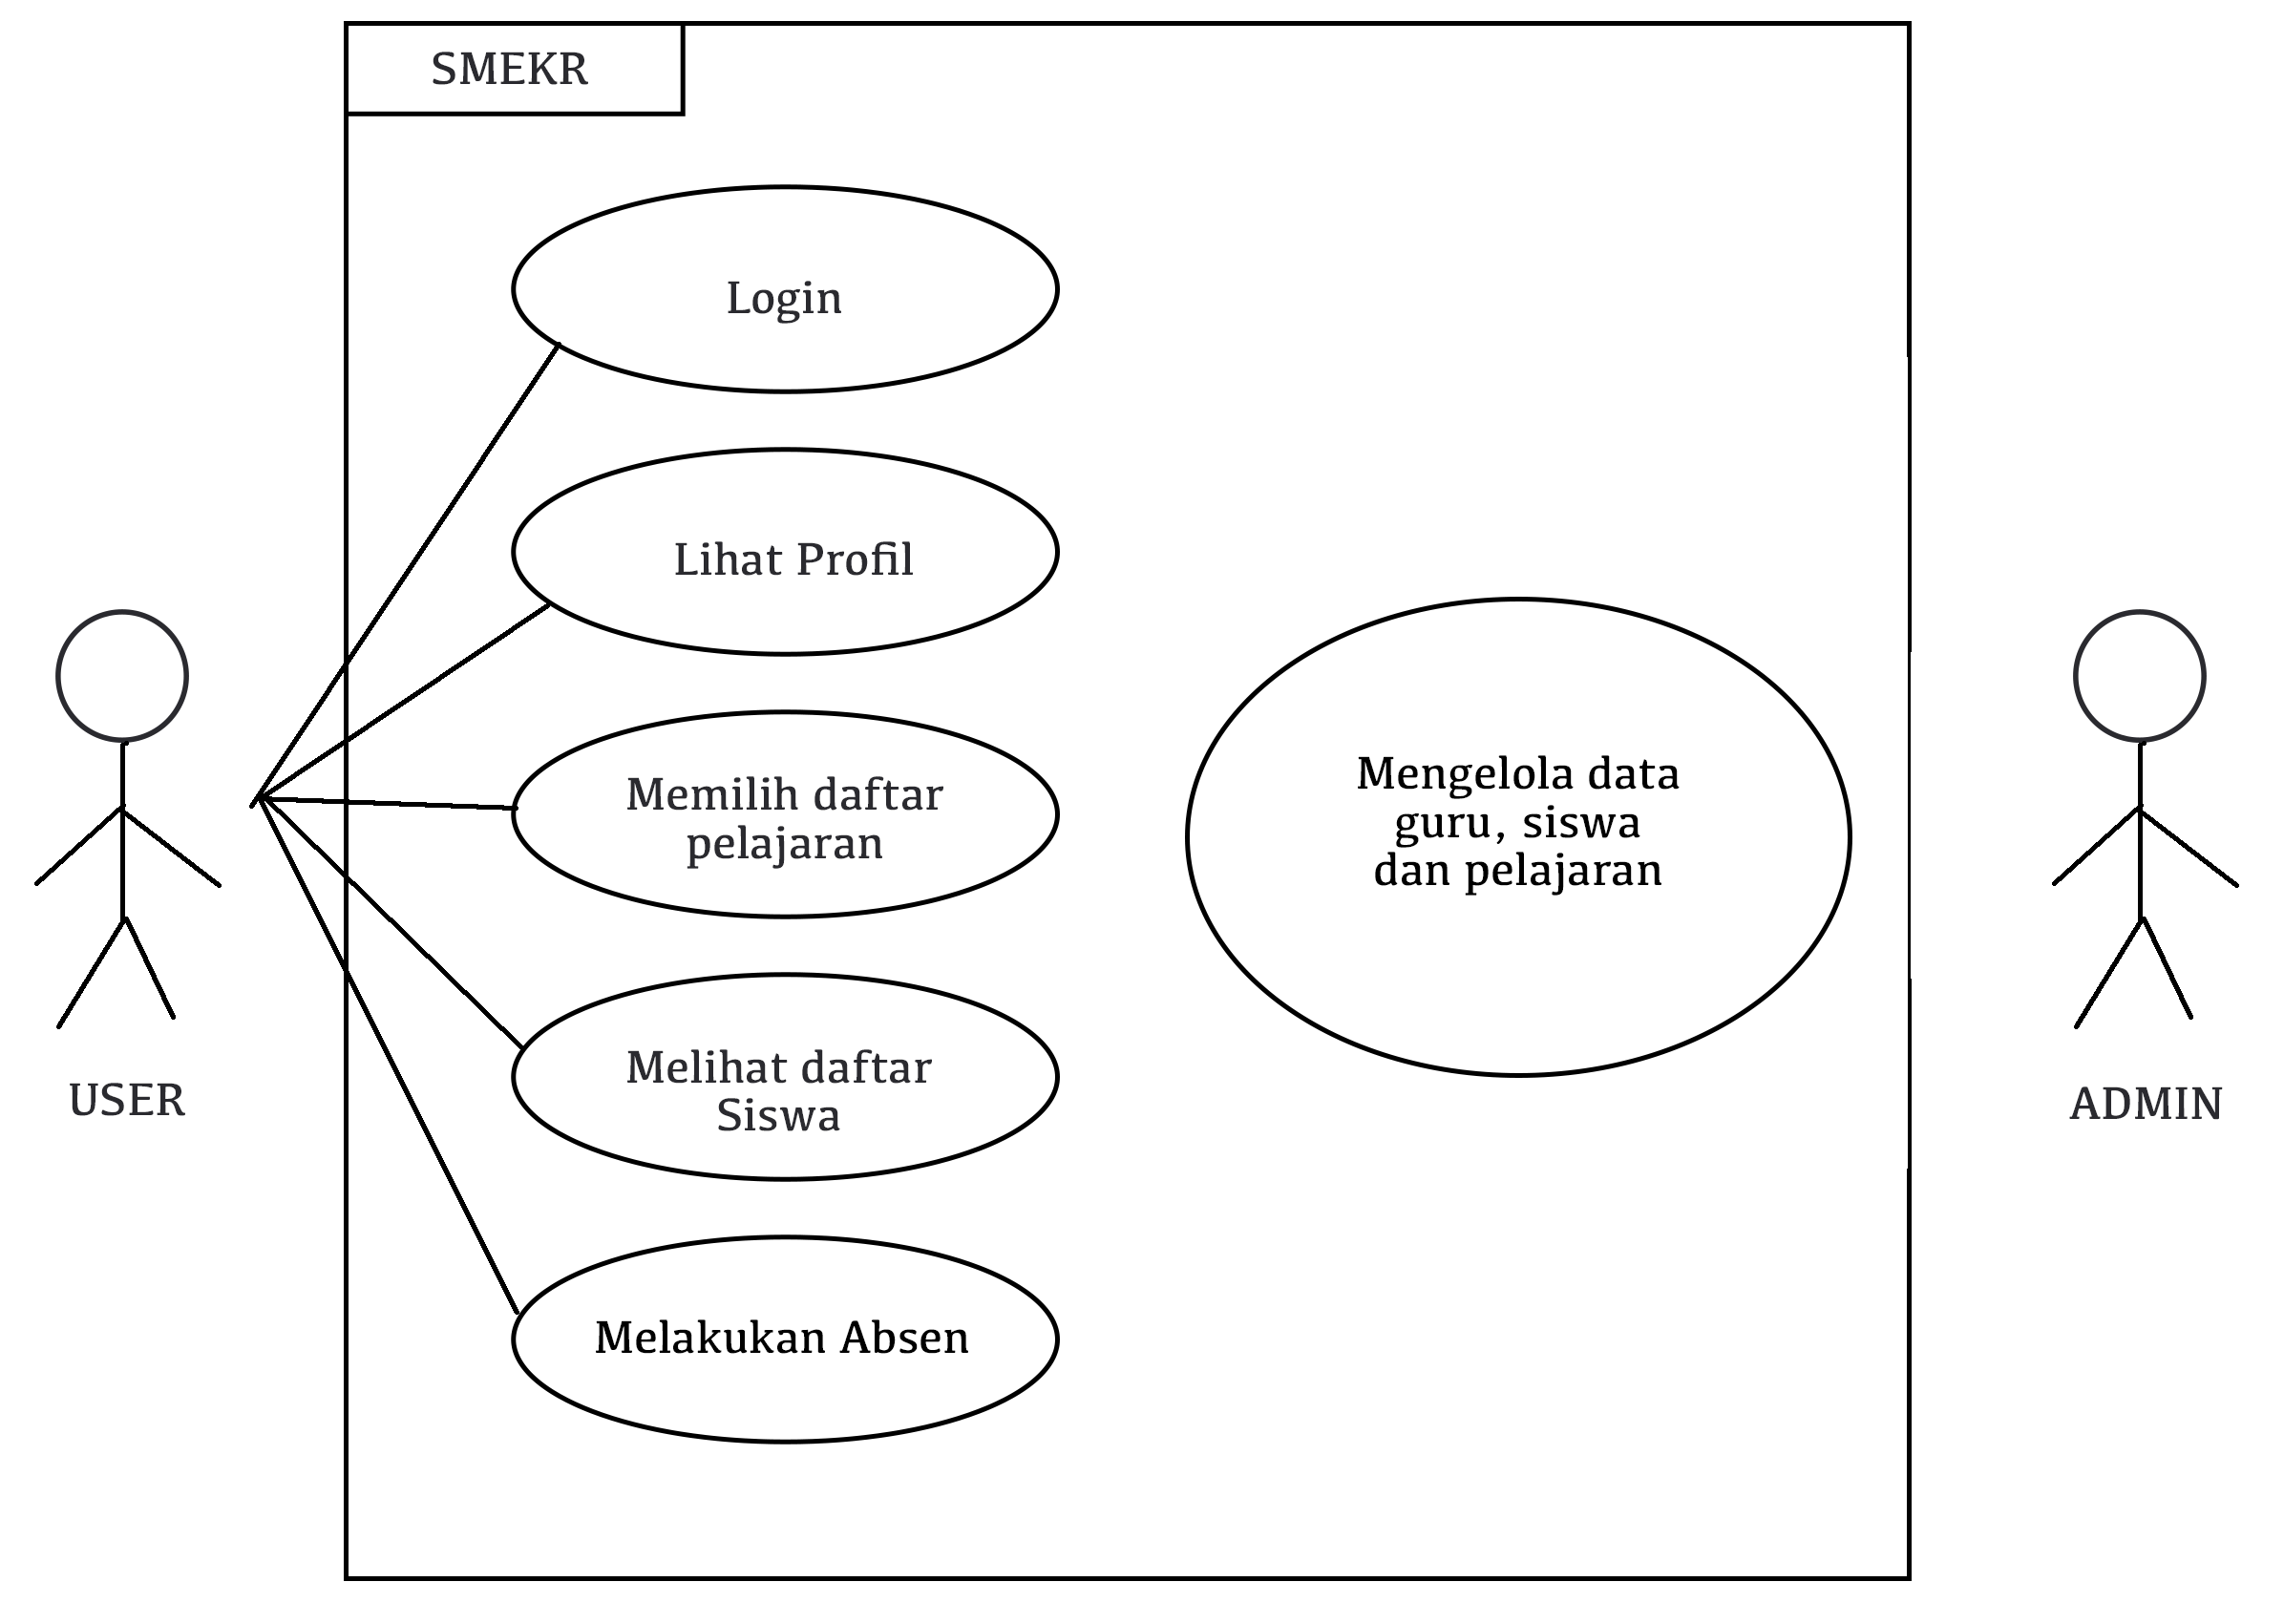 SMEKR
Login
Lihat Profil
Memilih daftar
pelajaran
Melihat daftar
Siswa
Melakukan Absen
Mengelola data
guru, siswa
dan pelajaran
USER
ADMIN